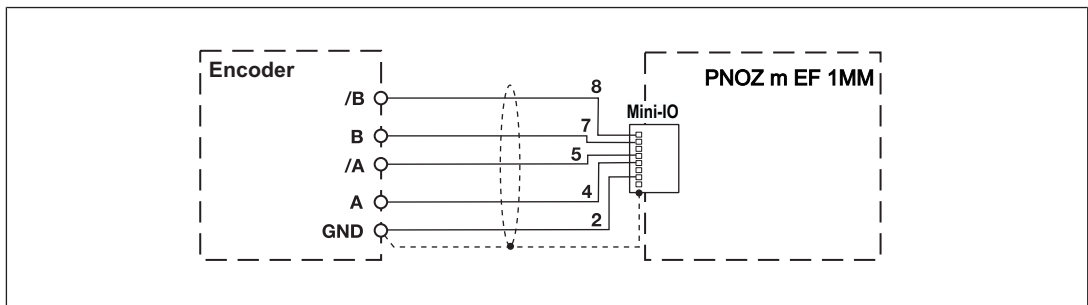 Encoder
PNOZ m EF 1MM
/B
8
Mini-IO
B
7
/A
5
A
4
GND
2